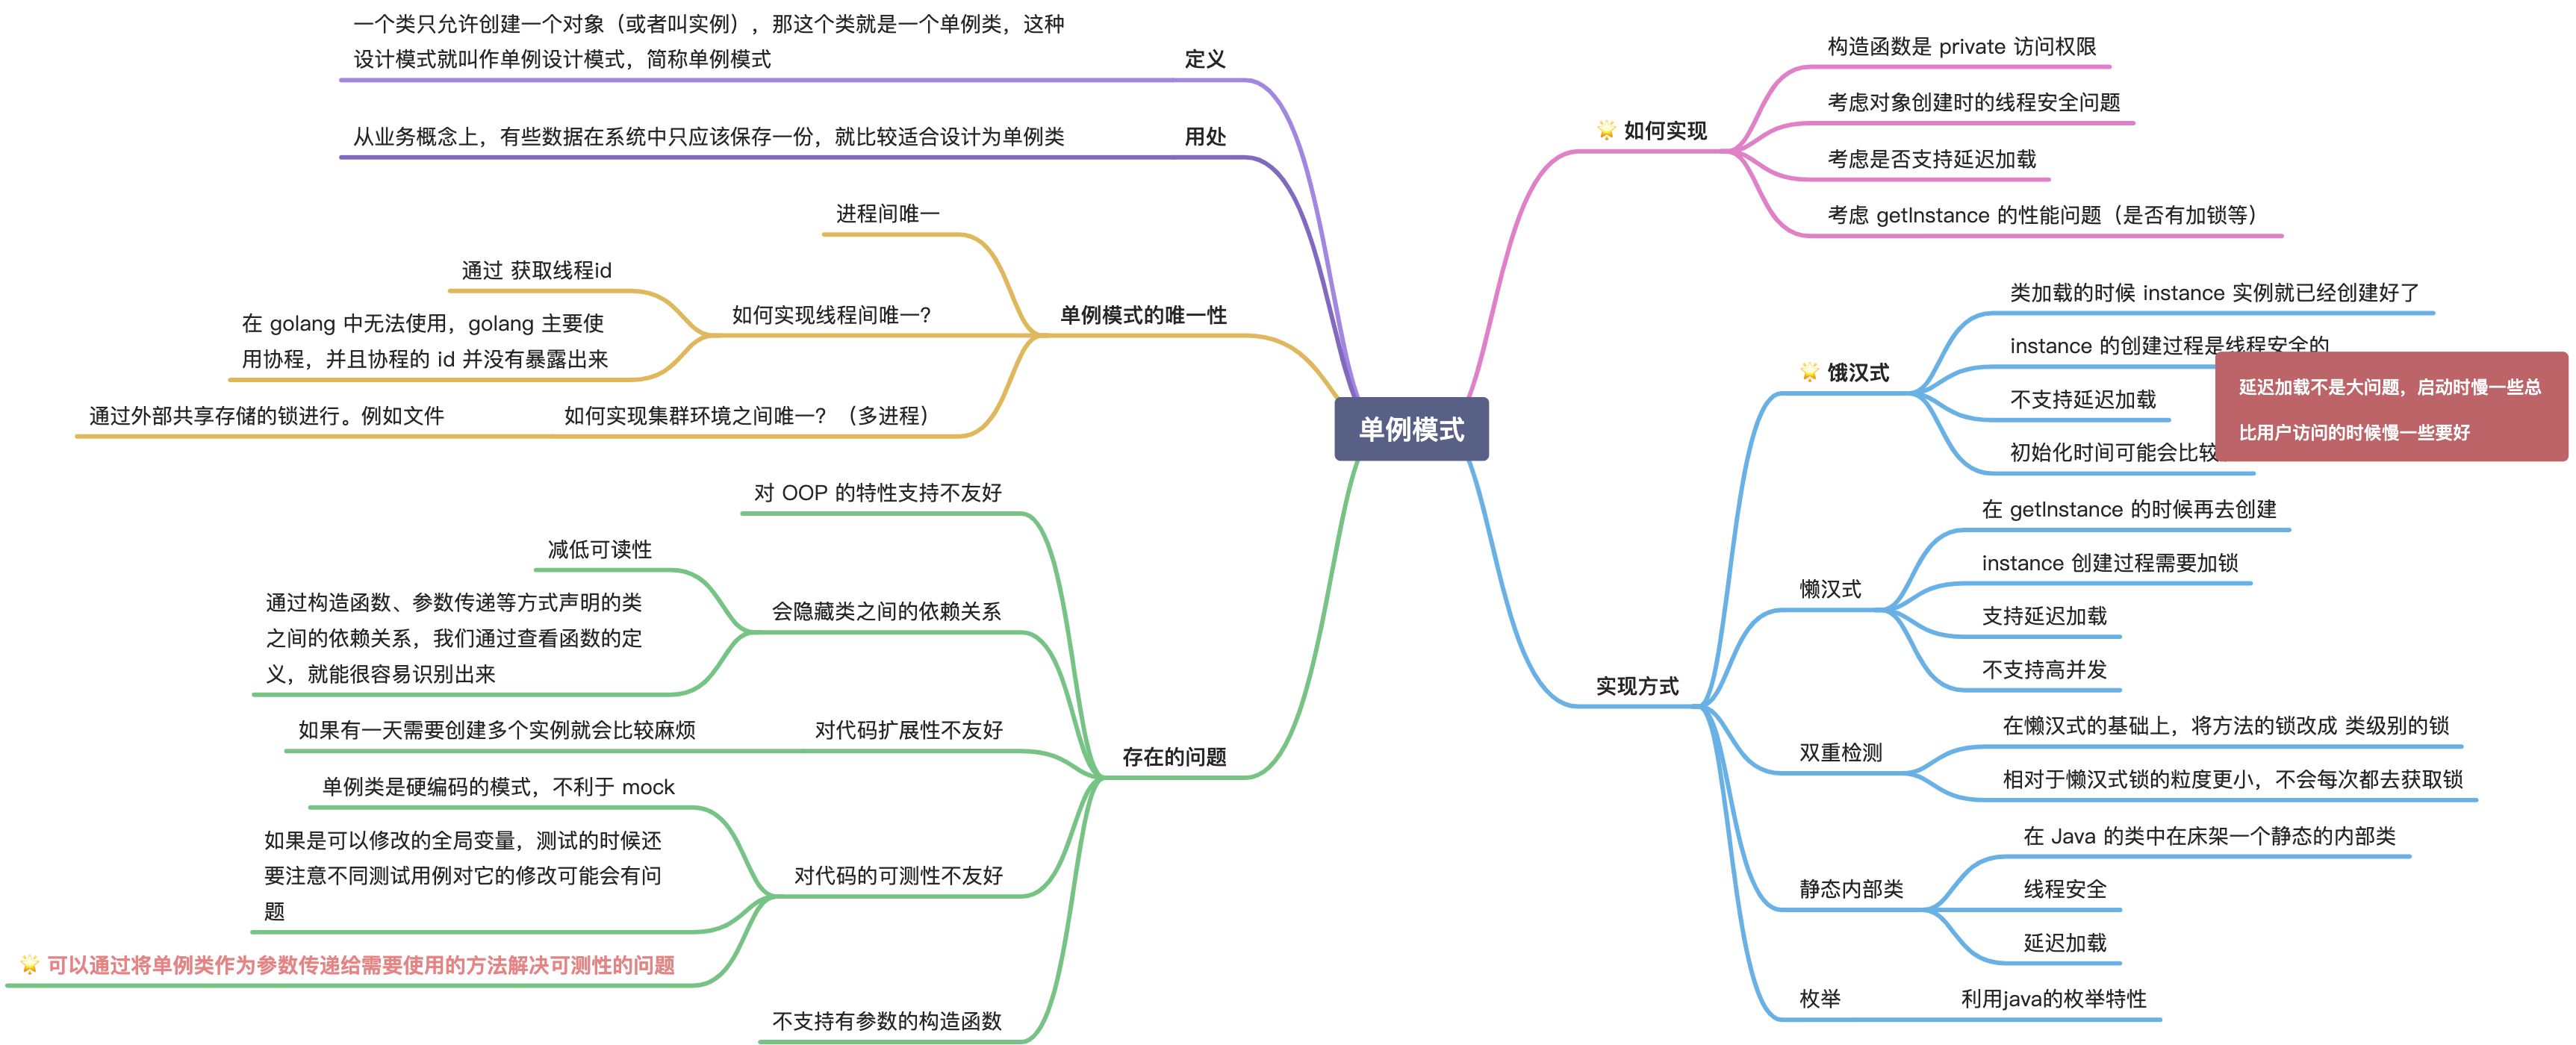 一个类只允许创建一个对象（或者叫实例），那这个类就是一个单例类，这种
设计模式就叫作单例设计模式，简称单例模式
定义
从业务概念上，有些数据在系统中只应该保存一份，就比较适合设计为单例类
用处
进程间唯一
通过 获取线程id
在 golang 中无法使用，golang 主要使
用协程，并且协程的 id 并没有暴露出来
如何实现线程间唯一？
通过外部共享存储的锁进行。例如文件
如何实现集群环境之间唯一？（多进程）
单例模式的唯一性
对 OOP 的特性支持不友好
减低可读性
通过构造函数、参数传递等方式声明的类
之间的依赖关系，我们通过查看函数的定
义，就能很容易识别出来
会隐藏类之间的依赖关系
如果有一天需要创建多个实例就会比较麻烦
对代码扩展性不友好
存在的问题
单例类是硬编码的模式，不利于 mock
如果是可以修改的全局变量，测试的时候还
要注意不同测试用例对它的修改可能会有问
题
对代码的可测性不友好
可以通过将单例类作为参数传递给需要使用的方法解决可测性的问题
不支持有参数的构造函数
单例模式
如何实现
构造函数是 private 访问权限
考虑对象创建时的线程安全问题
考虑是否支持延迟加载
考虑 getInstance 的性能问题（是否有加锁等）
实现方式
饿汉式
类加载的时候 instance 实例就已经创建好了
instance 的创建过程是线程安全的
不支持延迟加载
初始化时间可能会比较
延迟加载不是大问题，启动时慢一些总
比用户访问的时候慢一些要好
懒汉式
在 getInstance 的时候再去创建
instance 创建过程需要加锁
支持延迟加载
不支持高并发
双重检测
在懒汉式的基础上，将方法的锁改成 类级别的锁
相对于懒汉式锁的粒度更小，不会每次都去获取锁
静态内部类
在 Java 的类中在床架一个静态的内部类
线程安全
延迟加载
枚举
利用java的枚举特性